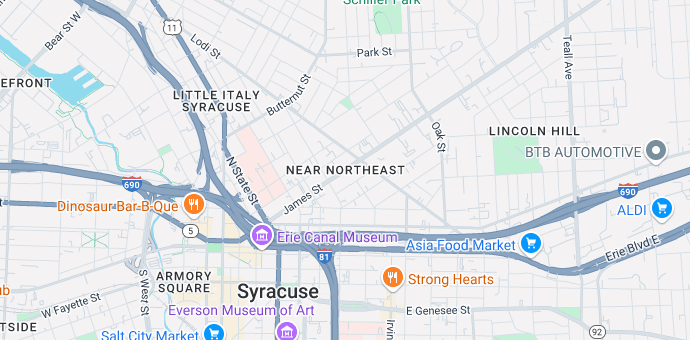 Schiller Park
Bear St W
11
Lodi St
Park St
Teall Ave
EFRONT
LITTLE ITALY
SYRACUSE
Butternut St
Oak St
LINCOLN HILL
BTB AUTOMOTIVE
N State St
NEAR NORTHEAST
690
690
James St
Dinosaur Bar-B-Que
ALDI
5
Erie Canal Museum
Asia Food Market
Erie Blvd E
81
S West St
ARMORY
SQUARE
Strong Hearts
ub
W Fayette St
Syracuse
Everson Museum of Art
E Genesee St
TSIDE
Salt City Market
Irvin
92